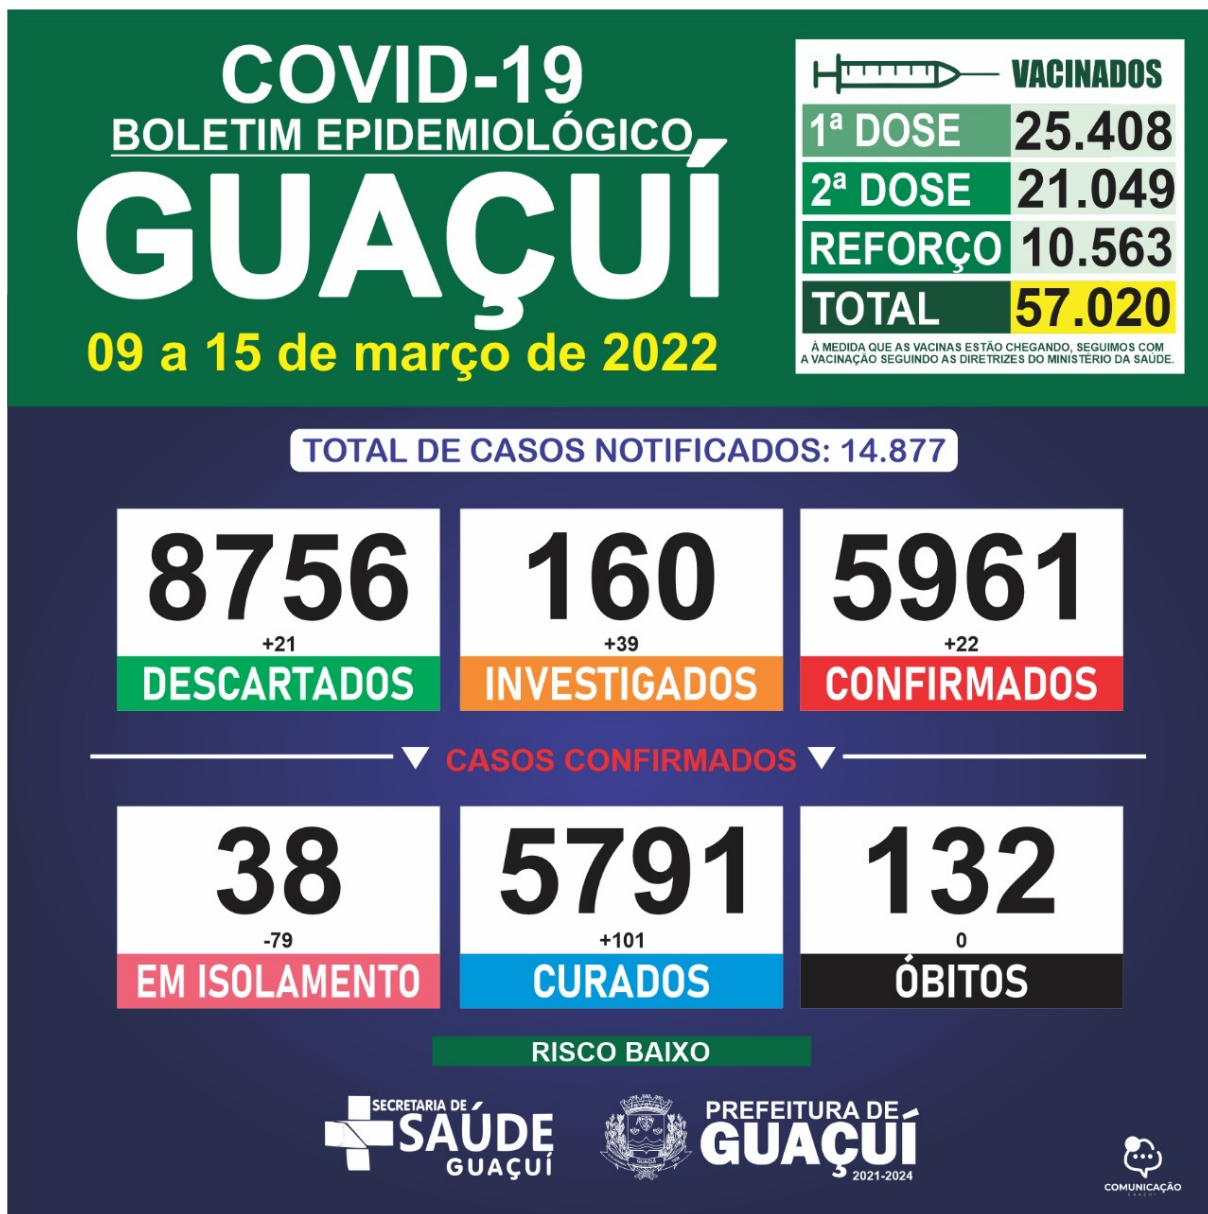 COVID-19
BOLETIM EPIDEMIOLÓGICO
GUAÇUÍ
09 a 15 de março de 2022
VACINADOS
1ª DOSE 25.408
2ª DOSE 21.049
REFORÇO 10.563
TOTAL 57.020
À MEDIDA QUE AS VACINAS ESTÃO CHEGANDO, SEGUIMOS COM
A VACINAÇÃO SEGUINDO AS DIRETRIZES DO MINISTÉRIO DA SAÚDE.
TOTAL DE CASOS NOTIFICADOS: 14.877
8756
+21
DESCARTADOS
160
+39
INVESTIGADOS
5961
+22
CONFIRMADOS
CASOS CONFIRMADOS
38
-79
EM ISOLAMENTO
5791
+101
CURADOS
132
0
ÓBITOS
RISCO BAIXO
SECRETARIA DE
SAÚDE
GUAÇUÍ
GUAÇUÍ
PREFEITURA DE
GUAÇUÍ
2021-2024
COMUNICAÇÃO
GUAÇUÍ